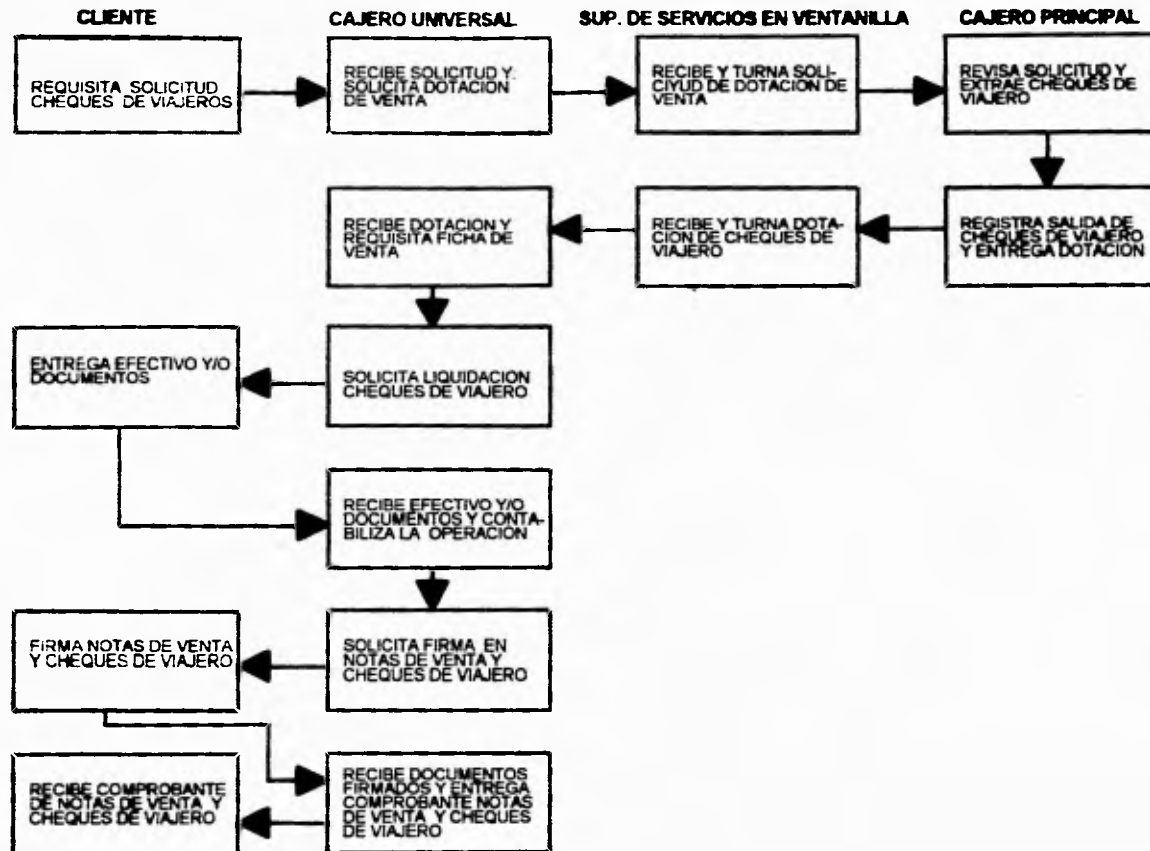 CLIENTE
CAJERO UNIVERSAL
SUP. DE SERVICIOS EN VENTANILLA
CAJERO PRINCIPAL
REQUISITA SOLICITUD
CHEQUES DE VIAJEROS
RECIBE SOLICITUD Y
SOLICITA DOTACION
DE VENTA
RECIBE Y TURNA SOLI-
CIYUD DE DOTACION DE
VENTA
REVISA SOLICITUD Y
EXTRAE CHEQUES DE
VIAJERO
RECIBE DOTACION Y
REQUISITA FICHA DE
VENTA
RECIBE Y TURNA DOTA-
CION DE CHEQUES DE
VIAJERO
REGISTRA SALIDA DE
CHEQUES DE VIAJERO
Y ENTREGA DOTACION
ENTREGA EFECTIVO Y/O
DOCUMENTOS
SOLICITA LIQUIDACION
CHEQUES DE VIAJERO
RECIBE EFECTIVO Y/O
DOCUMENTOS Y CONTA-
BILIZA LA OPERACION
FIRMA NOTAS DE VENTA
Y CHEQUES DE VIAJERO
SOLICITA FIRMA EN
NOTAS DE VENTA Y
CHEQUES DE VIAJERO
RECIBE COMPROBANTE
DE NOTAS DE VENTA Y
CHEQUES DE VIAJERO
RECIBE DOCUMENTOS
FIRMADOS Y ENTREGA
COMPROBANTE NOTAS
DE VENTA Y CHEQUES
DE VIAJERO